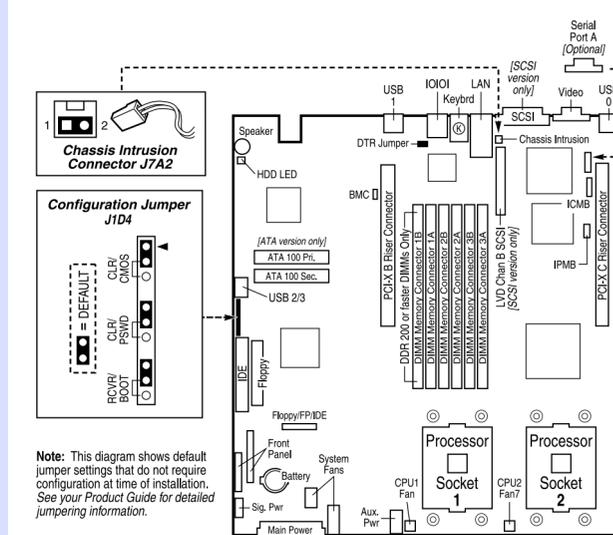 Serial
Port A
[Optional]
[SCSI
version
only]
USB
1
IOIOI
Keybrd
LAN
SCSI
Video
USB
0
1
2
Chassis Intrusion
Connector J7A2
Speaker
HDD LED
DTR Jumper
K
Chassis Intrusion
BMC
ICMB
IPMB
Configuration Jumper
J1D4
CLR/
CMOS
CLR/
PSWD
RCVR/
BOOT
= DEFAULT
[ATA version only]
ATA 100 Pri.
ATA 100 Sec.
USB 2/3
IDE
Floppy
Floppy/FP/IDE
PCI-X B Riser Connector
DDR 200 or faster DIMMs Only
DIMM Memory Connector 1B
DIMM Memory Connector 1A
DIMM Memory Connector 2B
DIMM Memory Connector 2A
DIMM Memory Connector 3B
DIMM Memory Connector 3A
LVD Chan B SCSI
[SCSI version only]
PCI-X C Riser Connector
Note: This diagram shows default
jumper settings that do not require
configuration at time of installation.
See your Product Guide for detailed
jumpering information.
Front
Panel
Battery
System
Fans
Sig. Pwr
Main Power
Aux.
Pwr
CPU1
Fan
Processor
Socket
1
CPU2
Fan7
Processor
Socket
2